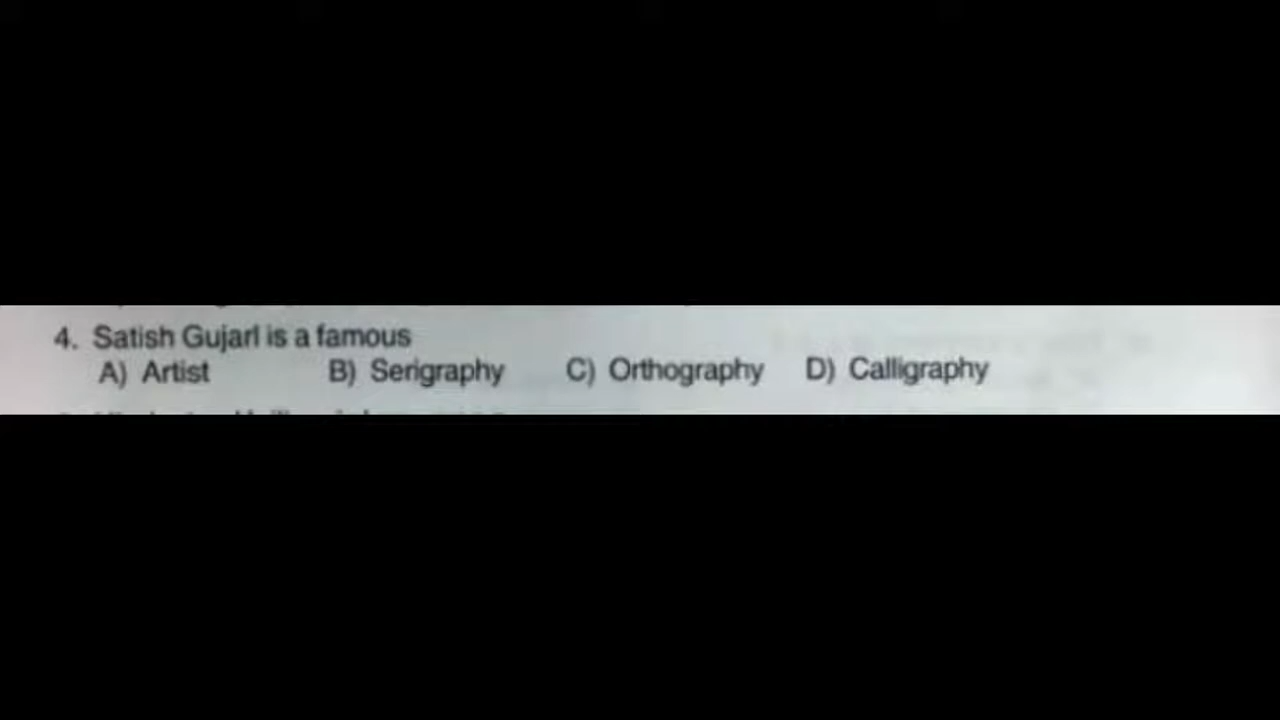 4. Satish Gujarl is a famous
A) Artist B) Serigraphy C) Orthography D) Calligraphy